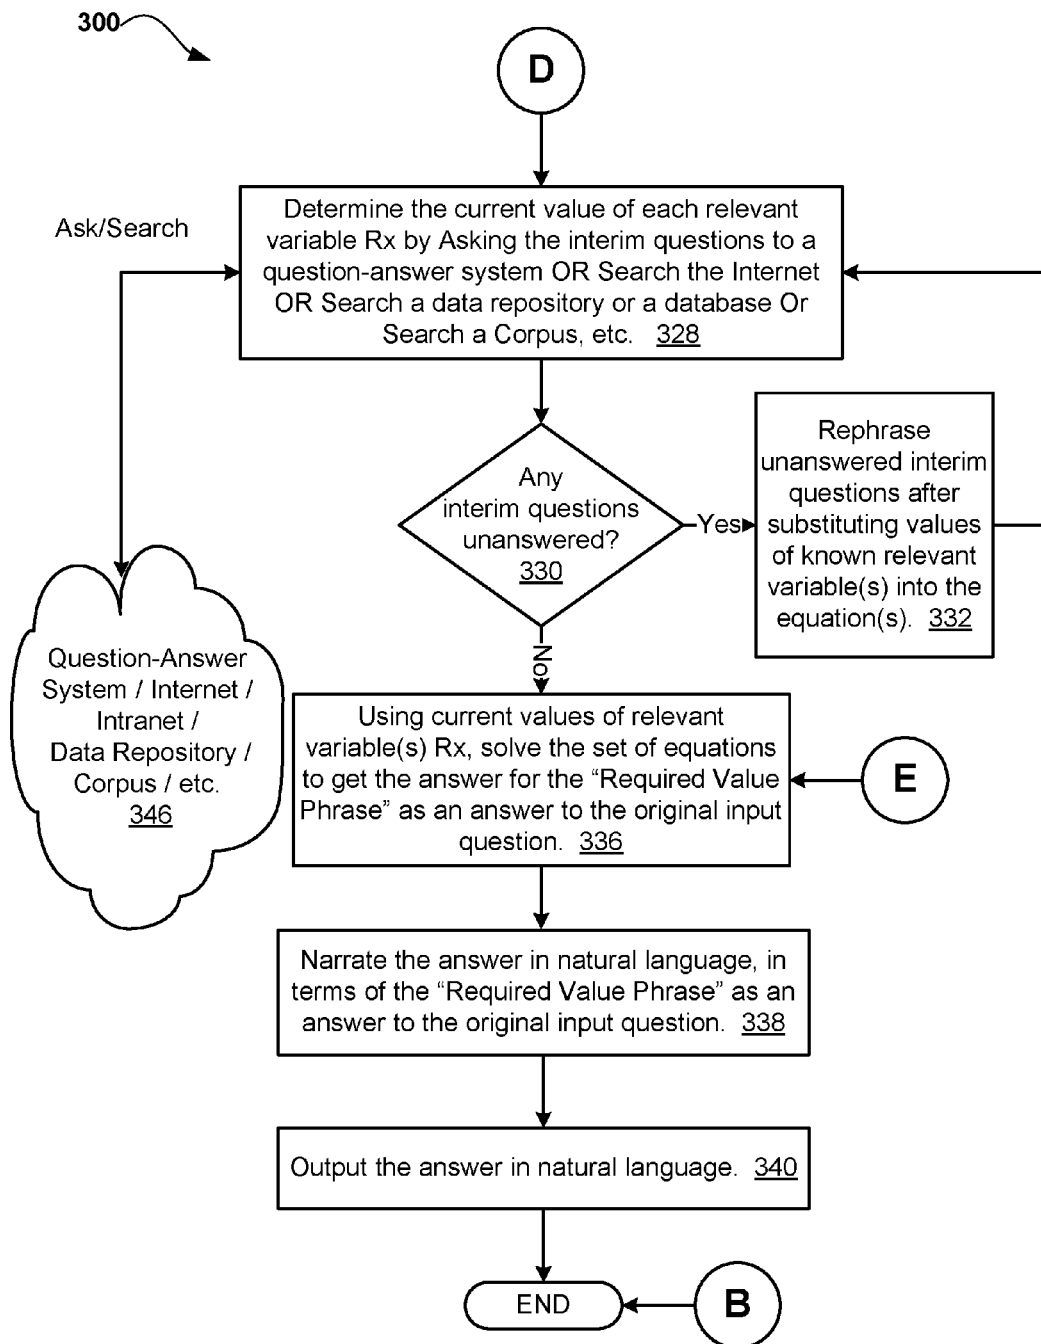 300
D
Ask/Search
Determine the current value of each relevant
variable Rx by Asking the interim questions to a
question-answer system OR Search the Internet
OR Search a data repository or a database Or
Search a Corpus, etc. 328
Any
interim questions
unanswered?
330
Yes
Rephrase
unanswered interim
questions after
substituting values
of known relevant
variable(s) into the
equation(s). 332
No
Question-Answer
System / Internet /
Intranet /
Data Repository /
Corpus / etc.
346
Using current values of relevant
variable(s) Rx, solve the set of equations
to get the answer for the “Required Value
Phrase” as an answer to the original input
question. 336
E
Narrate the answer in natural language, in
terms of the “Required Value Phrase” as an
answer to the original input question. 338
Output the answer in natural language. 340
END
B